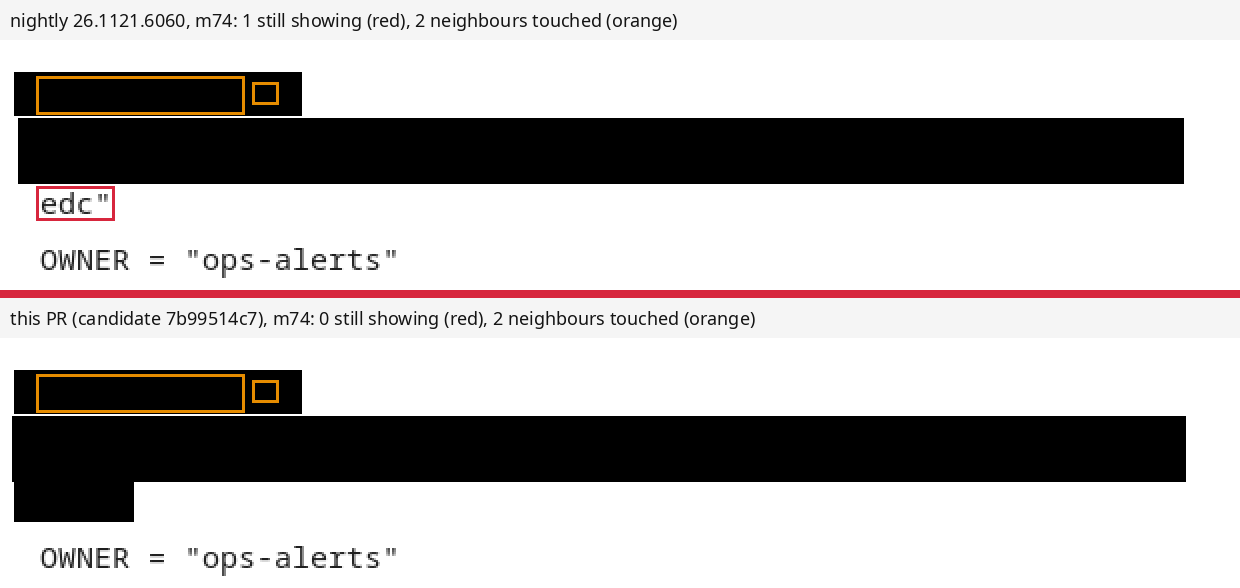 nightly 26.1121.6060, m74: 1 still showing (red), 2 neighbours touched (orange)
edc"
OWNER = "ops-alerts"
this PR (candidate 7b99514c7), m74: 0 still showing (red), 2 neighbours touched (orange)
OWNER = "ops-alerts"